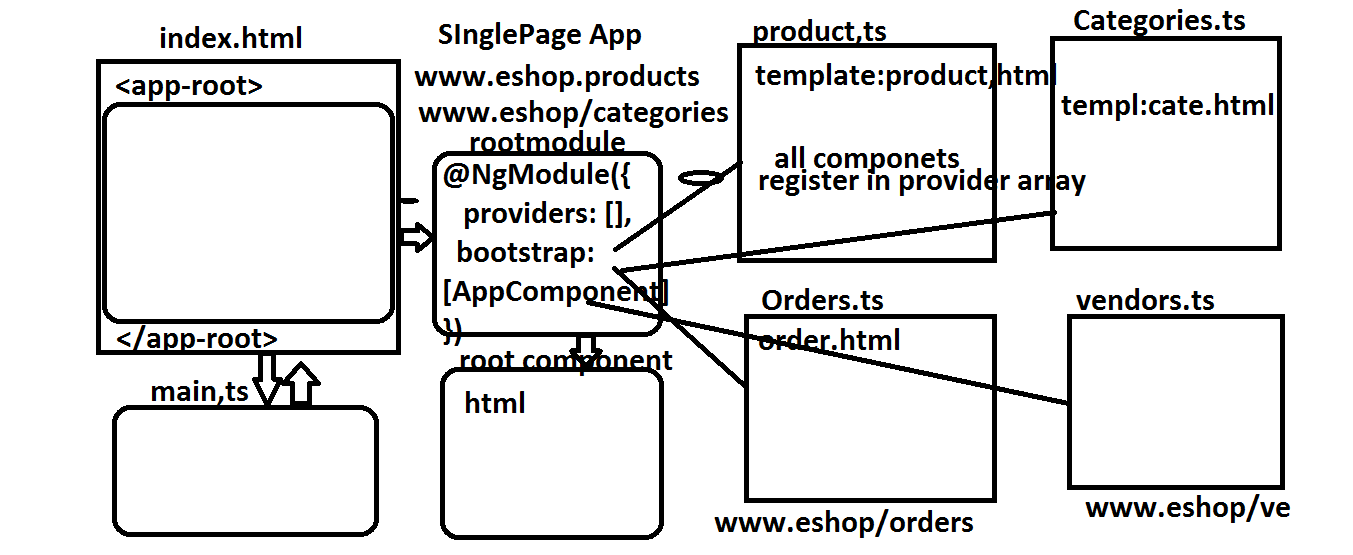 index.html
<app-root>
</app-root>
main,ts
SInglePage App
www.eshop.products
www.eshop/categories
rootmodule
@NgModule({
providers: [],
bootstrap:
[AppComponent]
})
root component
html
product,ts
template:product,html
all componets
register in provider array
Categories.ts
templ:cate.html
Orders.ts
order.html
www.eshop/orders
vendors.ts
www.eshop/ve